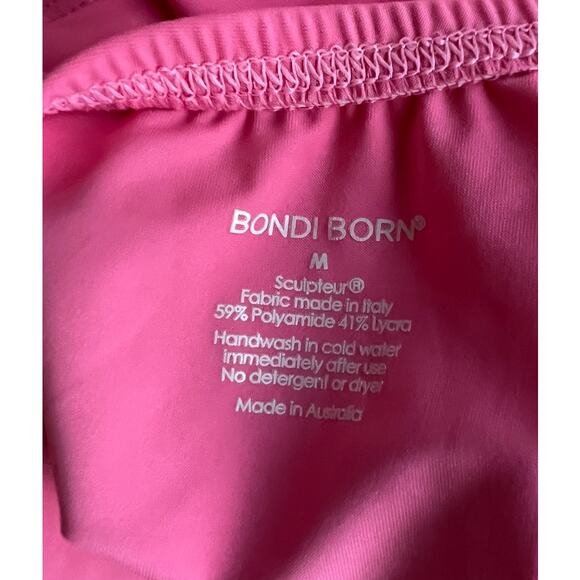 BONDI BORN®
M
Sculpteur®
Fabric made in Italy
59% Polyamide 41% Lycra
Handwash in cold water
immediately after use
No detergent or dryer
Made in Australia